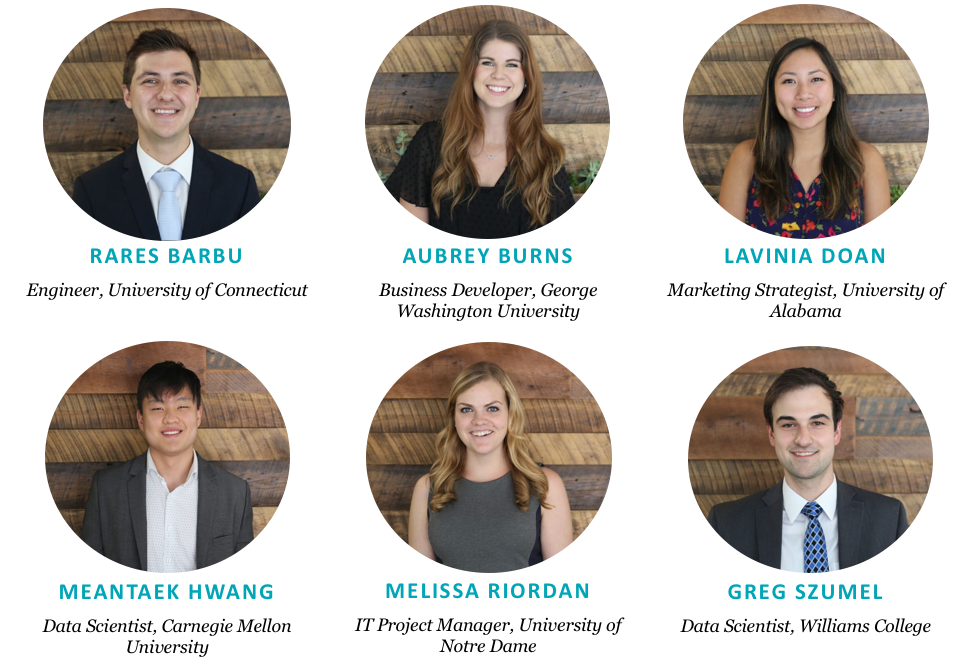 RARES BARBU
Engineer, University of Connecticut
AUBREY BURNS
Business Developer, George
Washington University
LAVINIA DOAN
Marketing Strategist, University of
Alabama
MEANTAEK HWANG
Data Scientist, Carnegie Mellon
University
MELISSA RIORDAN
IT Project Manager, University of
Notre Dame
GREG SZUMEL
Data Scientist, Williams College